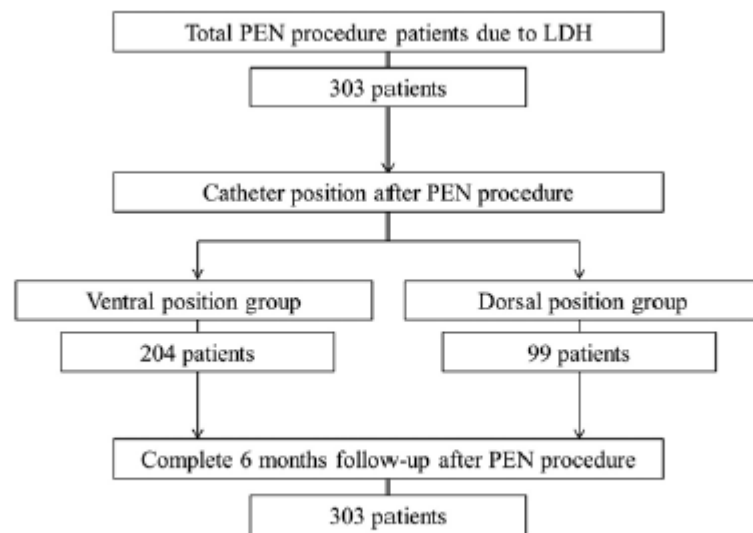 Total PEN procedure patients due to LDH
303 patients
Catheter position after PEN procedure
Ventral position group
Dorsal position group
204 patients
99 patients
Complete 6 months follow-up after PEN procedure
303 patients